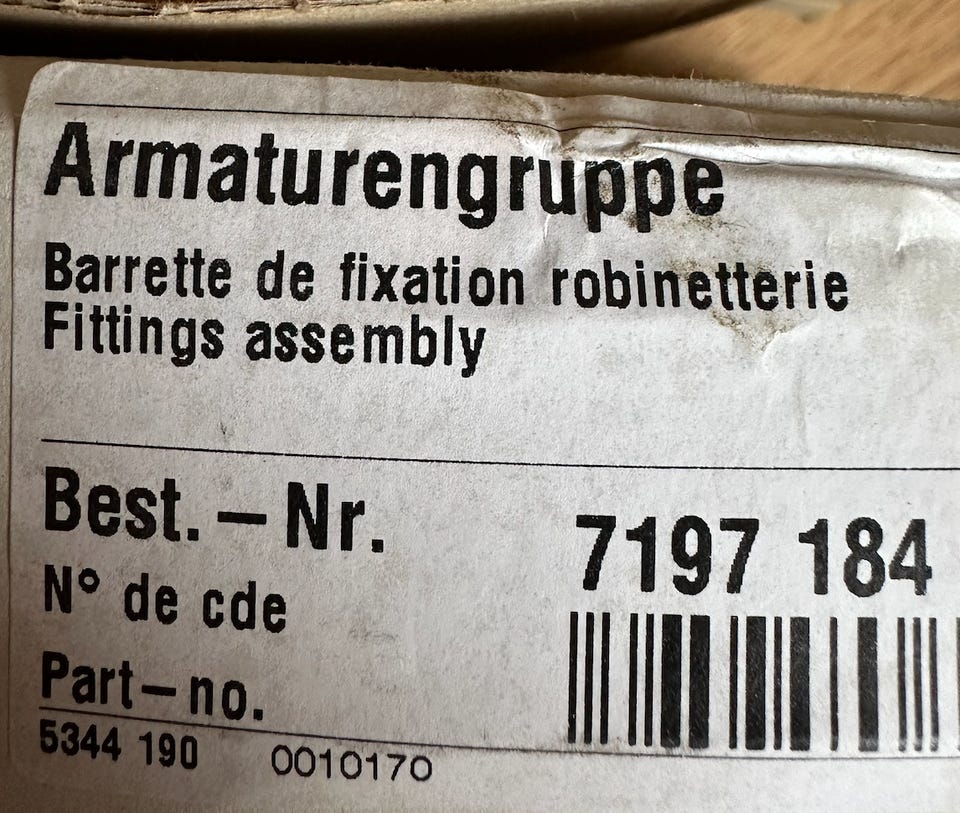 Armaturengruppe
Barrette de fixation robinetterie
Fittings assembly
Best.–Nr. 7197 184
N° de cde
Part–no.
5344 190 0010170